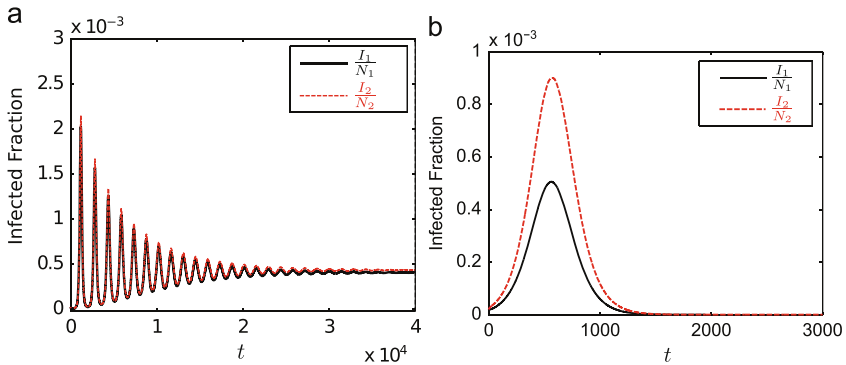 a
x 10⁻³
3
2.5
2
1.5
1
0.5
0
Infected Fraction
I₁/N₁
I₂/N₂
0 1 2 3 4
x 10⁴
t
b
x 10⁻³
1
0.8
0.6
0.4
0.2
0
Infected Fraction
I₁/N₁
I₂/N₂
0 1000 2000 3000
t